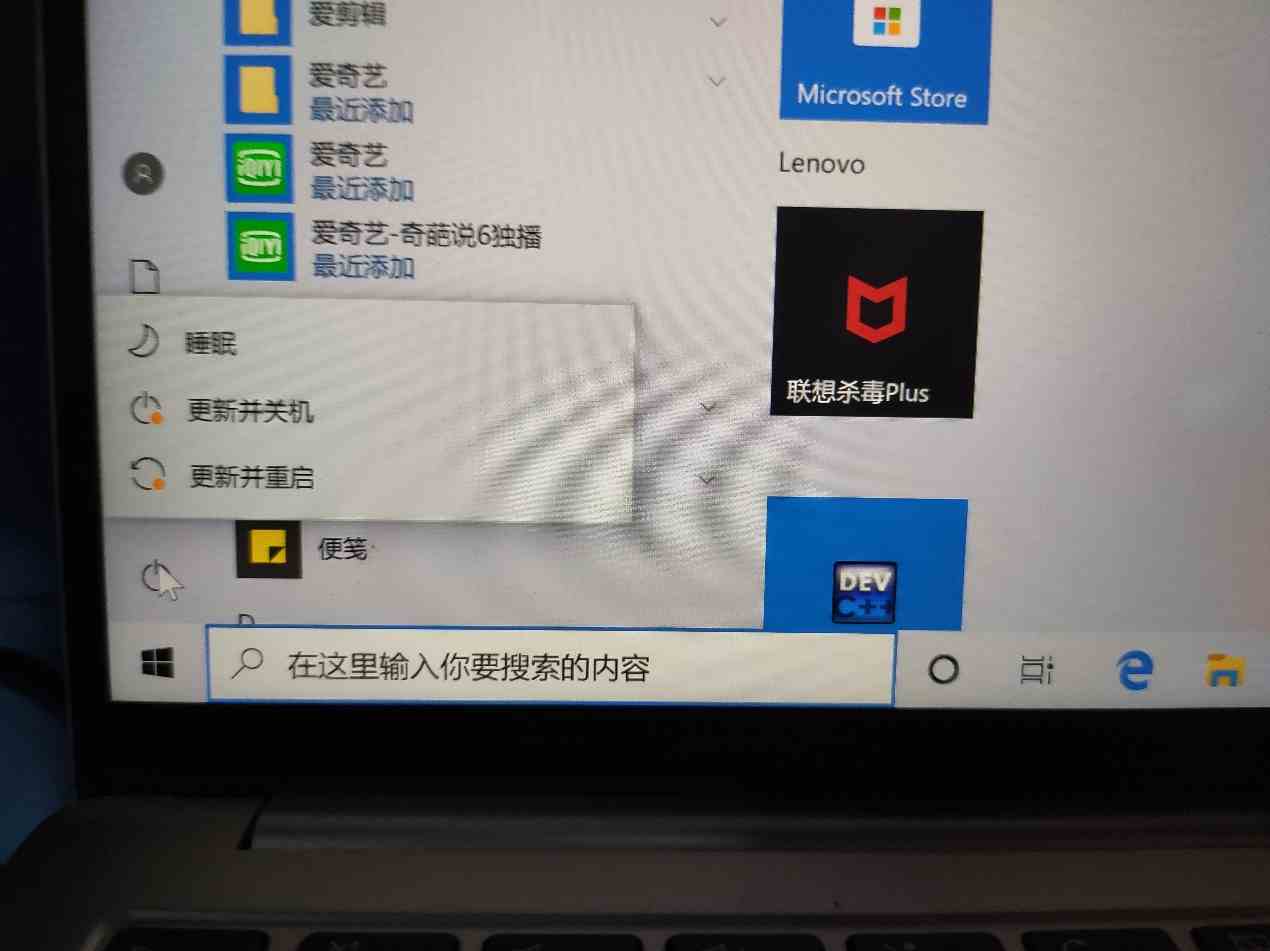 爱剪辑
爱奇艺
最近添加
iQIYI
爱奇艺
最近添加
iQIYI
爱奇艺-奇葩说6独播
最近添加
睡眠
更新并关机
更新并重启
便笺
Microsoft Store
Lenovo
联想杀毒Plus
DEV
C++
在这里输入你要搜索的内容